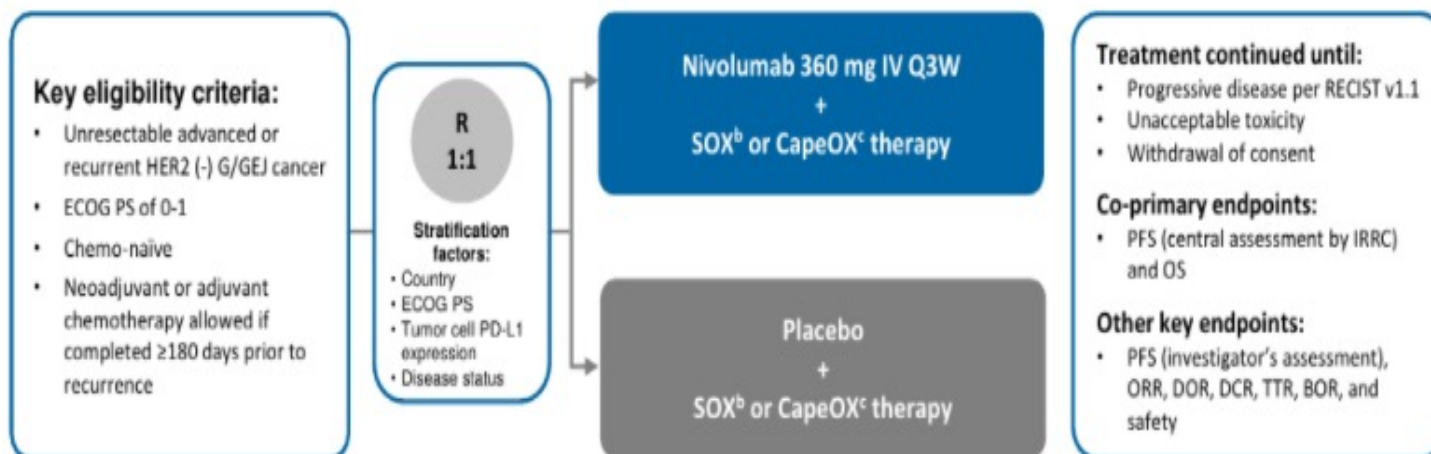 Key eligibility criteria:
• Unresectable advanced or
recurrent HER2 (-) G/GEJ cancer
• ECOG PS of 0-1
• Chemo-naïve
• Neoadjuvant or adjuvant
chemotherapy allowed if
completed ≥180 days prior to
recurrence
R
1:1
Stratification
factors:
• Country
• ECOG PS
• Tumor cell PD-L1
expression
• Disease status
Nivolumab 360 mg IV Q3W
+
SOXᵇ or CapeOXᶜ therapy
Placebo
+
SOXᵇ or CapeOXᶜ therapy
Treatment continued until:
• Progressive disease per RECIST v1.1
• Unacceptable toxicity
• Withdrawal of consent
Co-primary endpoints:
• PFS (central assessment by IRRC)
and OS
Other key endpoints:
• PFS (investigator's assessment),
ORR, DOR, DCR, TTR, BOR, and
safety